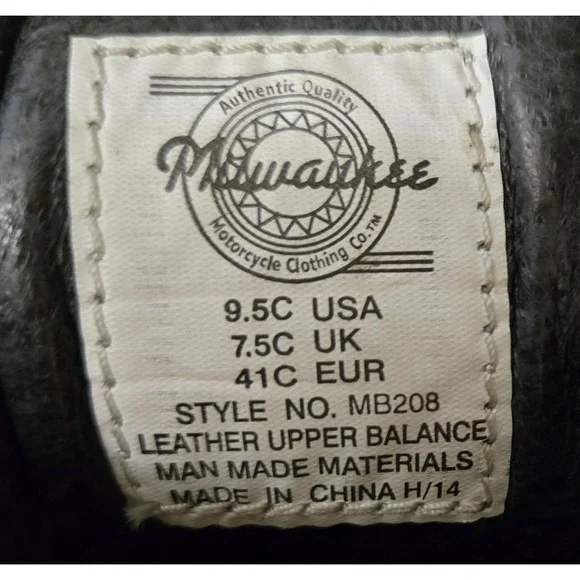 Authentic Quality
Milwaukee
Motorcycle Clothing Co.™
9.5C USA
7.5C UK
41C EUR
STYLE NO. MB208
LEATHER UPPER BALANCE
MAN MADE MATERIALS
MADE IN CHINA H/14